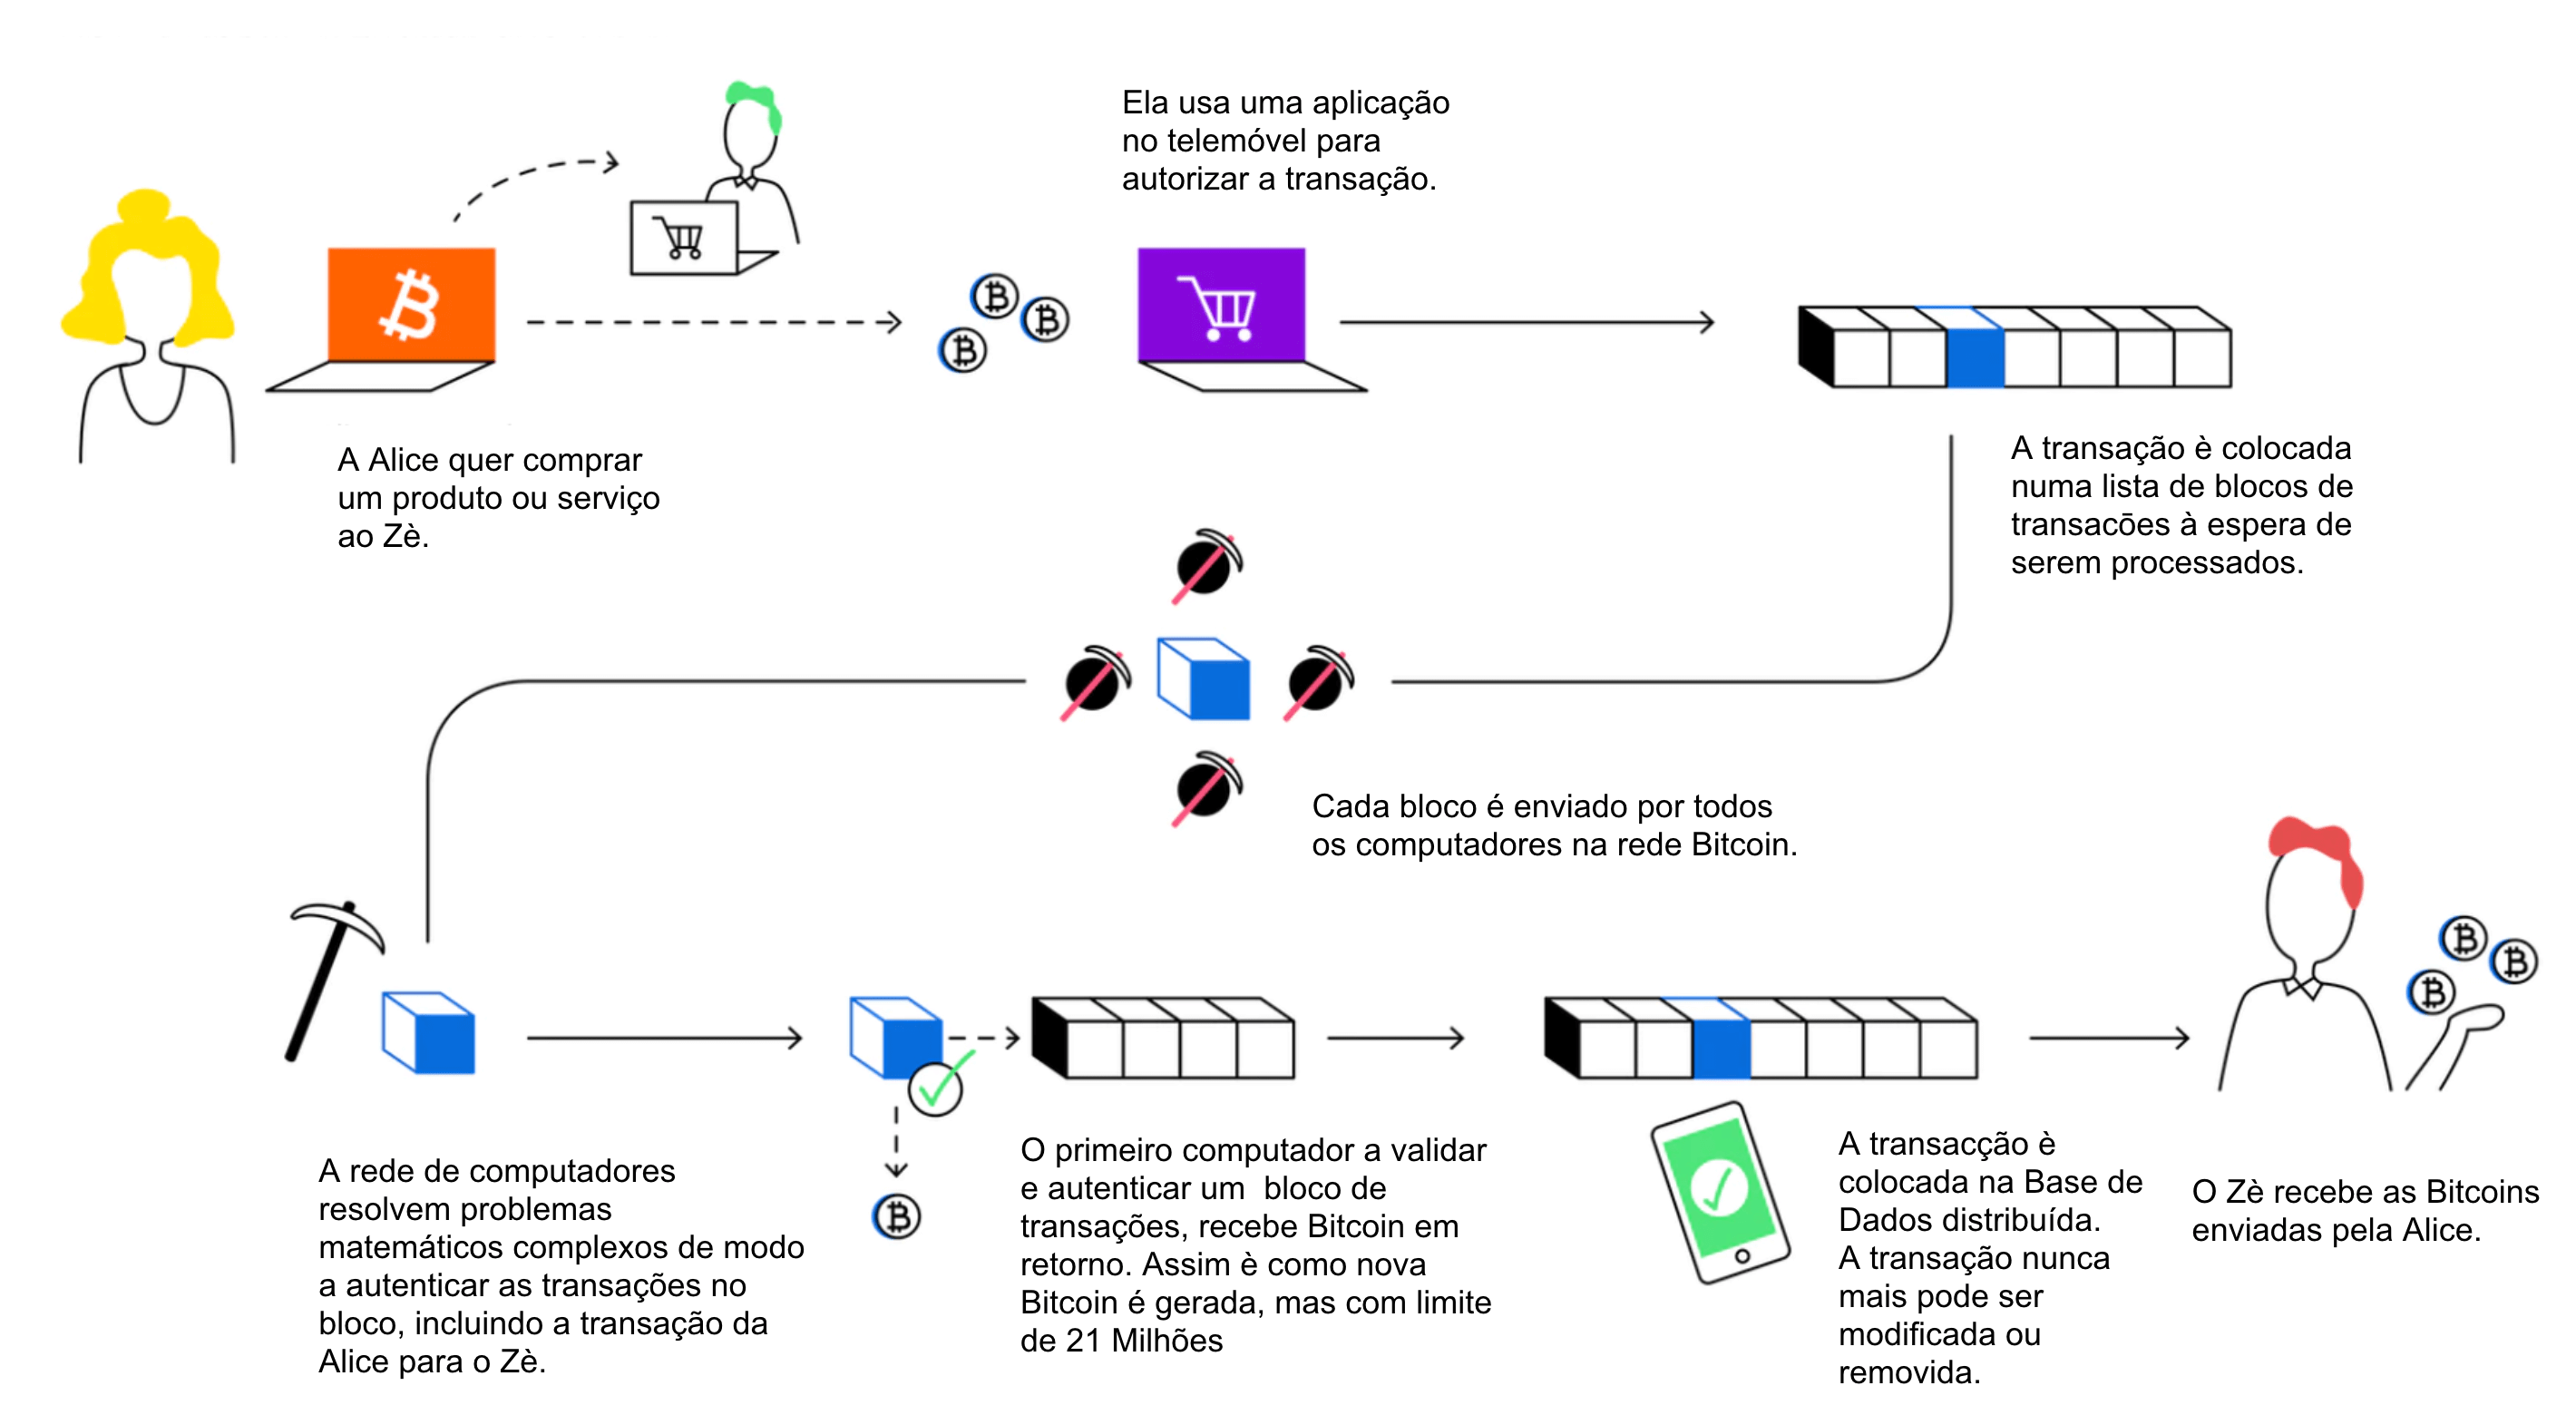 Ela usa uma aplicação
no telemóvel para
autorizar a transação.
A Alice quer comprar
um produto ou serviço
ao Zè.
A transação è colocada
numa lista de blocos de
transacōes à espera de
serem processados.
Cada bloco é enviado por todos
os computadores na rede Bitcoin.
A rede de computadores
resolvem problemas
matemáticos complexos de modo
a autenticar as transações no
bloco, incluindo a transação da
Alice para o Zè.
O primeiro computador a validar
e autenticar um  bloco de
transações, recebe Bitcoin em
retorno. Assim è como nova
Bitcoin é gerada, mas com limite
de 21 Milhões
A transacção è
colocada na Base de
Dados distribuída.
A transação nunca
mais pode ser
modificada ou
removida.
O Zè recebe as Bitcoins
enviadas pela Alice.